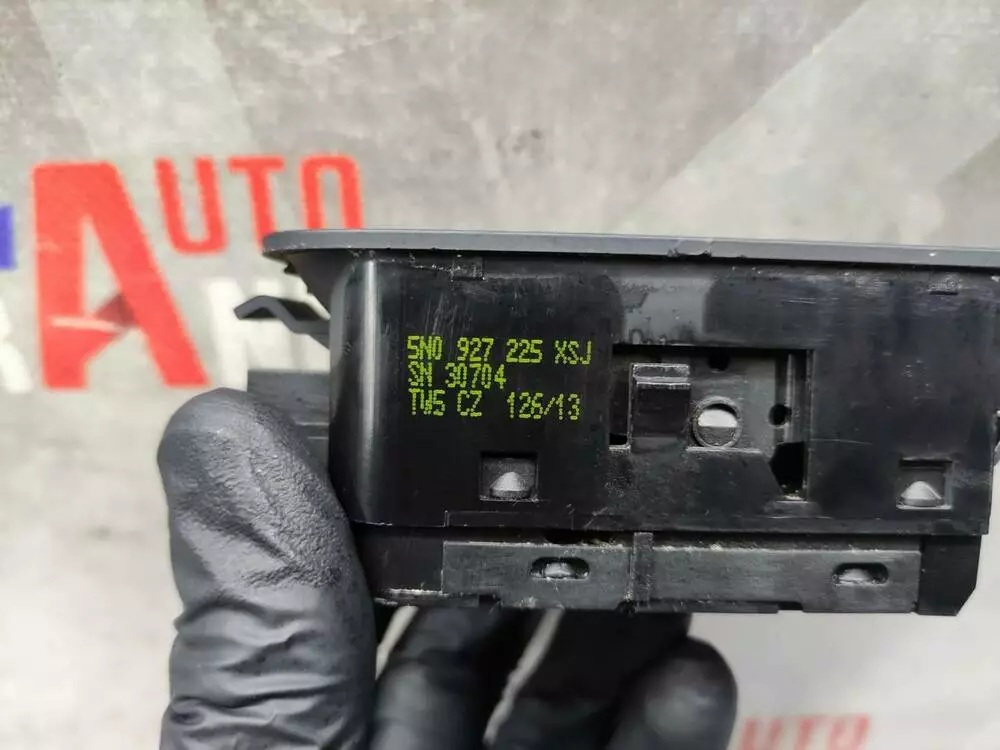 AUTO
5N0 927 225 XSJ
SN 30704
TW5 CZ 126/13